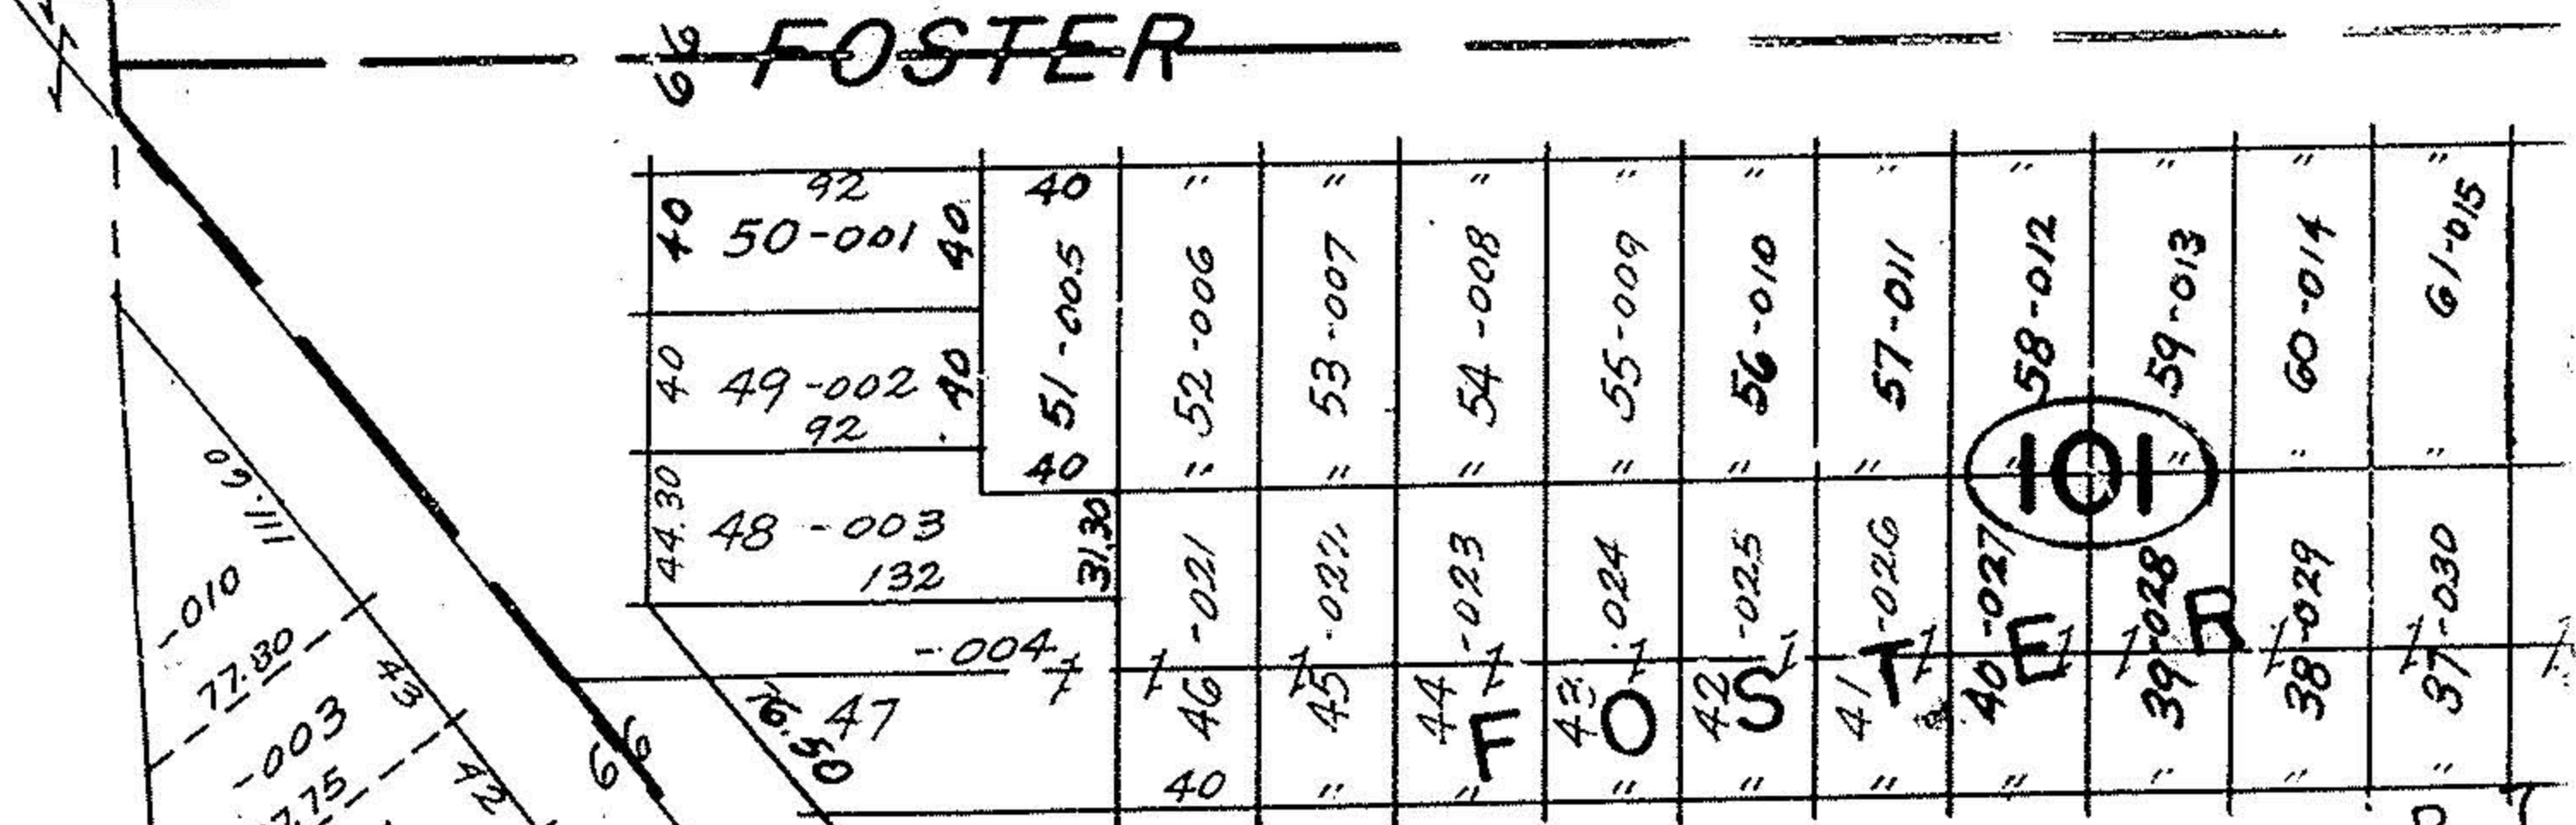 66 FOSTER
92
40 50-001 40
40 49-002 40
92
44.30 48-003
132 31.30
-004
47
76.50
40 51-005 40
" 52-006 "
" 53-007 "
" 54-008 "
" 55-009 "
" 56-010 "
" 57-011 "
" 58-012 "
" 59-013 "
" 60-014 "
" 61-015 "
101
46 -021
45 -022
44 -023
43 -024
42 -025
41 -026
40 -027
39 -028
38 -029
37 -030
FOSTER
40 " " " " " " " " "
111.60
-010
77.80
43
-003
42
66